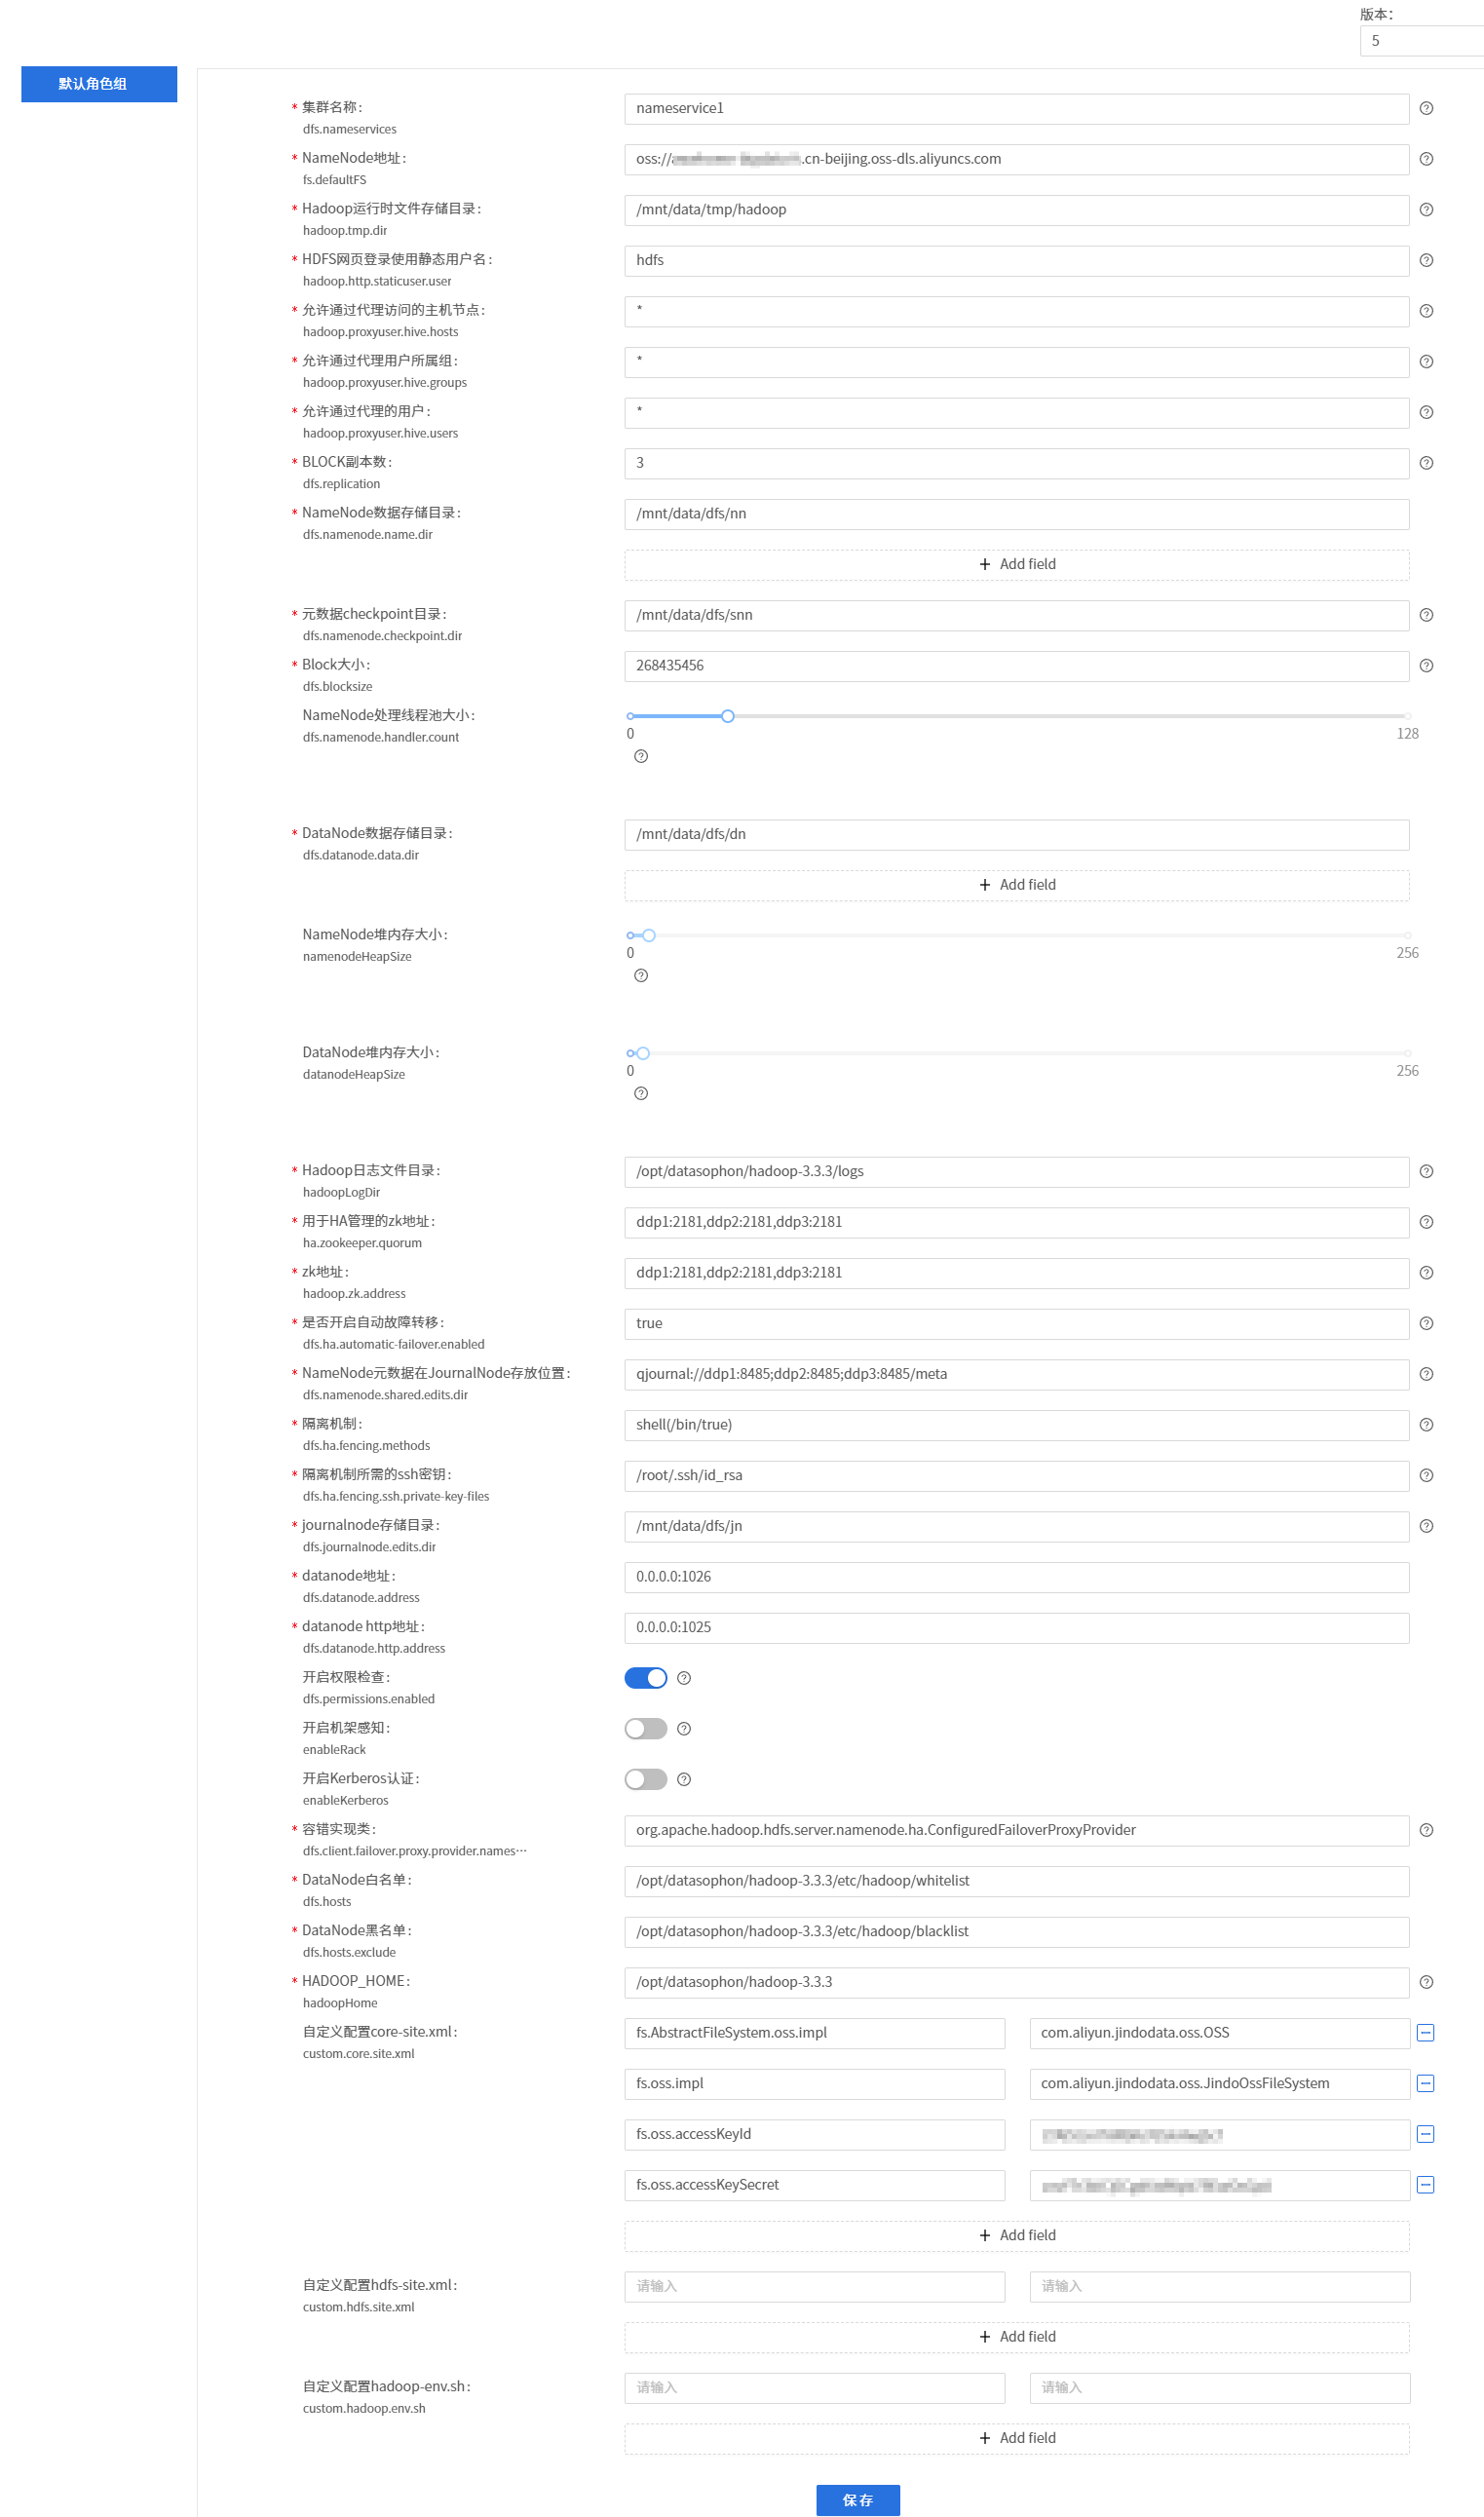 版本：
5
默认角色组
* 集群名称：
dfs.nameservices
nameservice1
* NameNode地址：
fs.defaultFS
oss:// .cn-beijing.oss-dls.aliyuncs.com
* Hadoop运行时文件存储目录：
hadoop.tmp.dir
/mnt/data/tmp/hadoop
* HDFS网页登录使用静态用户名：
hadoop.http.staticuser.user
hdfs
* 允许通过代理访问的主机节点：
hadoop.proxyuser.hive.hosts
*
* 允许通过代理用户所属组：
hadoop.proxyuser.hive.groups
*
* 允许通过代理的用户：
hadoop.proxyuser.hive.users
*
* BLOCK副本数：
dfs.replication
3
* NameNode数据存储目录：
dfs.namenode.name.dir
/mnt/data/dfs/nn
+ Add field
* 元数据checkpoint目录：
dfs.namenode.checkpoint.dir
/mnt/data/dfs/snn
* Block大小：
dfs.blocksize
268435456
NameNode处理线程池大小：
dfs.namenode.handler.count
0 128
* DataNode数据存储目录：
dfs.datanode.data.dir
/mnt/data/dfs/dn
+ Add field
NameNode堆内存大小：
namenodeHeapSize
0 256
DataNode堆内存大小：
datanodeHeapSize
0 256
* Hadoop日志文件目录：
hadoopLogDir
/opt/datasophon/hadoop-3.3.3/logs
* 用于HA管理的zk地址：
ha.zookeeper.quorum
ddp1:2181,ddp2:2181,ddp3:2181
* zk地址：
hadoop.zk.address
ddp1:2181,ddp2:2181,ddp3:2181
* 是否开启自动故障转移：
dfs.ha.automatic-failover.enabled
true
* NameNode元数据在JournalNode存放位置：
dfs.namenode.shared.edits.dir
qjournal://ddp1:8485;ddp2:8485;ddp3:8485/meta
* 隔离机制：
dfs.ha.fencing.methods
shell(/bin/true)
* 隔离机制所需的ssh密钥：
dfs.ha.fencing.ssh.private-key-files
/root/.ssh/id_rsa
* journalnode存储目录：
dfs.journalnode.edits.dir
/mnt/data/dfs/jn
* datanode地址：
dfs.datanode.address
0.0.0.0:1026
* datanode http地址：
dfs.datanode.http.address
0.0.0.0:1025
开启权限检查：
dfs.permissions.enabled
开启机架感知：
enableRack
开启Kerberos认证：
enableKerberos
* 容错实现类：
dfs.client.failover.proxy.provider.names…
org.apache.hadoop.hdfs.server.namenode.ha.ConfiguredFailoverProxyProvider
* DataNode白名单：
dfs.hosts
/opt/datasophon/hadoop-3.3.3/etc/hadoop/whitelist
* DataNode黑名单：
dfs.hosts.exclude
/opt/datasophon/hadoop-3.3.3/etc/hadoop/blacklist
* HADOOP_HOME：
hadoopHome
/opt/datasophon/hadoop-3.3.3
自定义配置core-site.xml：
custom.core.site.xml
fs.AbstractFileSystem.oss.impl com.aliyun.jindodata.oss.OSS
fs.oss.impl com.aliyun.jindodata.oss.JindoOssFileSystem
fs.oss.accessKeyId
fs.oss.accessKeySecret
+ Add field
自定义配置hdfs-site.xml：
custom.hdfs.site.xml
请输入 请输入
+ Add field
自定义配置hadoop-env.sh：
custom.hadoop.env.sh
请输入 请输入
+ Add field
保存